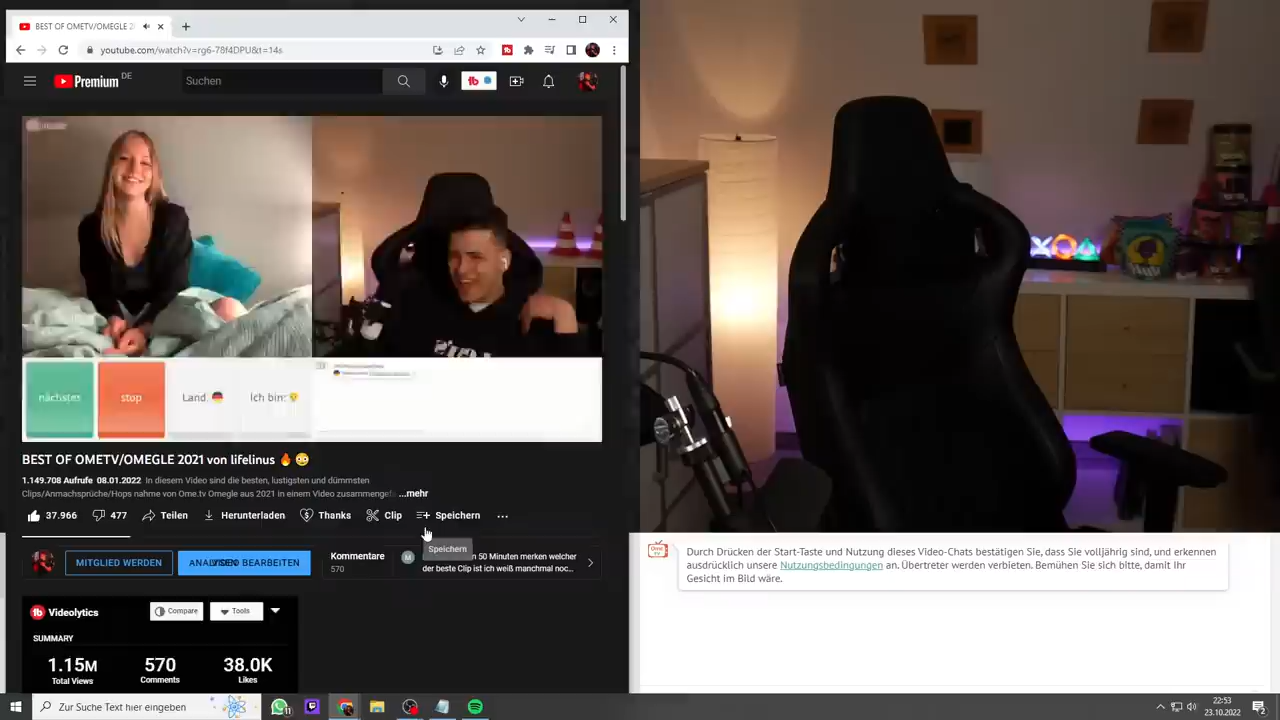 BEST OF OMETV/OMEGLE 2021
youtube.com/watch?v=rg6-78f4DPU&t=14s
Premium DE
Suchen
nächster
stop
Land:
Ich bin:
BEST OF OMETV/OMEGLE 2021 von lifelinus
1.149.708 Aufrufe 08.01.2022 In diesem Video sind die besten, lustigsten und dümmsten
Clips/Anmachsprüche/Hops nahme von Ome.tv Omegle aus 2021 in einem Video zusammengefa ...mehr
37.966
477
Teilen
Herunterladen
Thanks
Clip
Speichern
Speichern
MITGLIED WERDEN
VIDEO BEARBEITEN
Kommentare
570
M
n 50 Minuten merken welcher
der beste Clip ist ich weiß manchmal noc...
Videolytics
Compare
Tools
SUMMARY
1.15M
570
38.0K
Total Views
Comments
Likes
Ome
TV
Durch Drücken der Start-Taste und Nutzung dieses Video-Chats bestätigen Sie, dass Sie volljährig sind, und erkennen
ausdrücklich unsere Nutzungsbedingungen an. Übertreter werden verbieten. Bemühen Sie sich bitte, damit Ihr
Gesicht im Bild wäre.
Zur Suche Text hier eingeben
22:53
23.10.2022